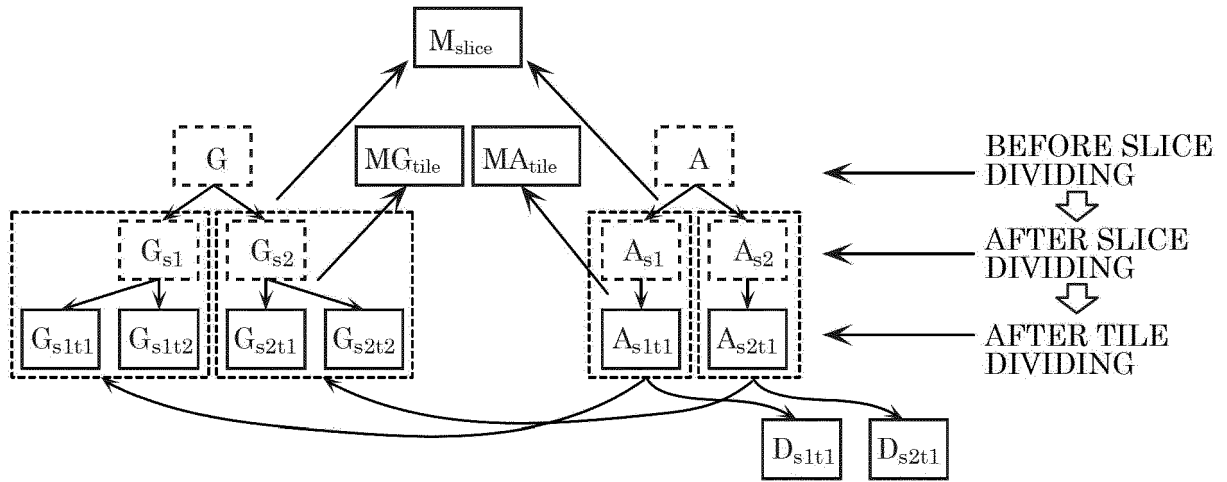 M_slice
G
MG_tile
MA_tile
A
BEFORE SLICE
DIVIDING
G_s1
G_s2
A_s1
A_s2
AFTER SLICE
DIVIDING
G_s1t1
G_s1t2
G_s2t1
G_s2t2
A_s1t1
A_s2t1
AFTER TILE
DIVIDING
D_s1t1
D_s2t1